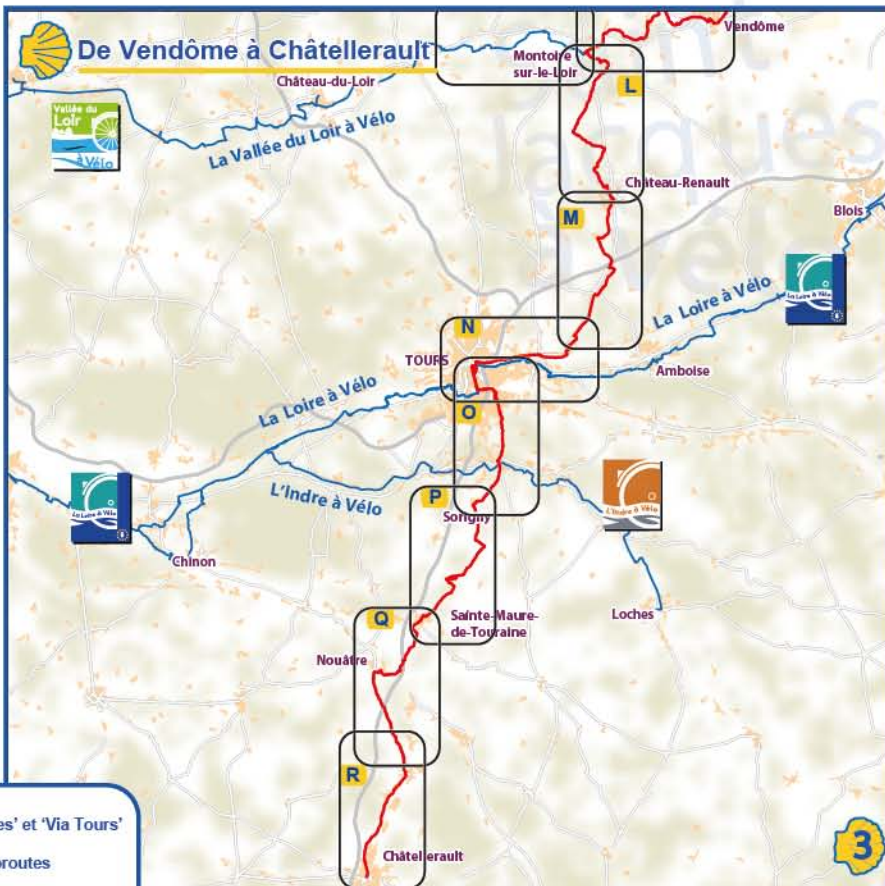 De Vendôme à Châtellerault
Vendôme
Montoire
sur-le-Loir
Château-du-Loir
L
Vallée du
Loir
à Vélo
La Vallée du Loir à Vélo
Jacques
Château-Renault
Blois
M
La Loire à Vélo
La Loire à Vélo
N
TOURS
Amboise
La Loire à Vélo
O
L'Indre à Vélo
P
La Loire à Vélo
L'Indre à Vélo
Sorigny
Chinon
Q
Sainte-Maure-
de-Touraine
Loches
Nouâtre
R
es' et 'Via Tours'
oroutes
Châtellerault
3